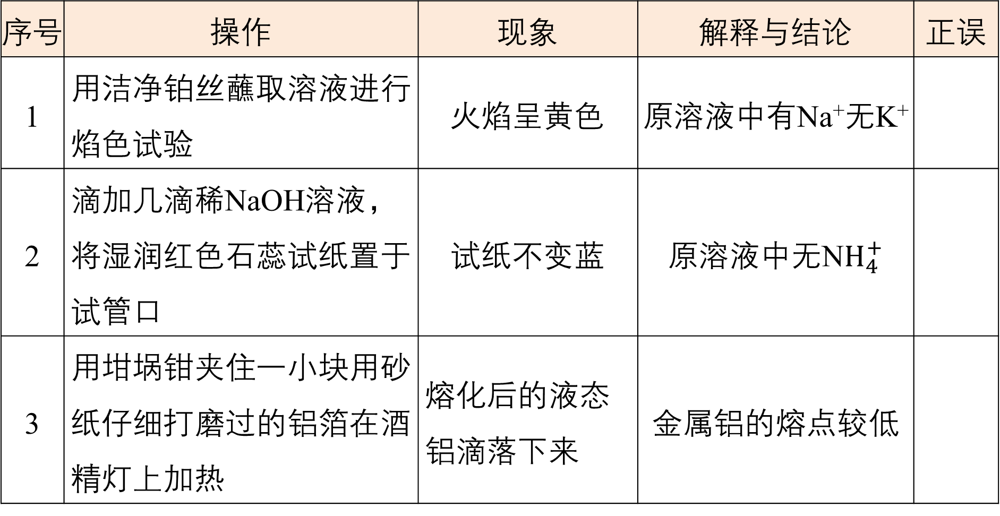 序号 操作 现象 解释与结论 正误
1 用洁净铂丝蘸取溶液进行
焰色试验 火焰呈黄色 原溶液中有Na⁺无K⁺
2 滴加几滴稀NaOH溶液，
将湿润红色石蕊试纸置于
试管口 试纸不变蓝 原溶液中无NH₄⁺
3 用坩埚钳夹住一小块用砂
纸仔细打磨过的铝箔在酒
精灯上加热 熔化后的液态
铝滴落下来 金属铝的熔点较低